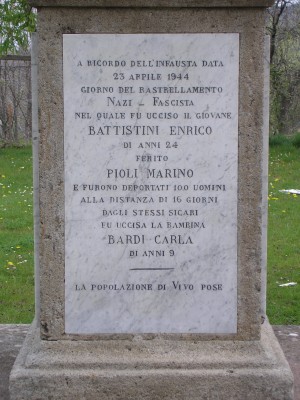 A RICORDO DELL'INFAUSTA DATA
23 APRILE 1944
GIORNO DEL RASTRELLAMENTO
NAZI - FASCISTA
NEL QUALE FU UCCISO IL GIOVANE
BATTISTINI ENRICO
DI ANNI 24
FERITO
PIOLI MARINO
E FURONO DEPORTATI 100 UOMINI
ALLA DISTANZA DI 16 GIORNI
DAGLI STESSI SICARI
FU UCCISA LA BAMBINA
BARDI CARLA
DI ANNI 9
LA POPOLAZIONE DI VIVO POSE